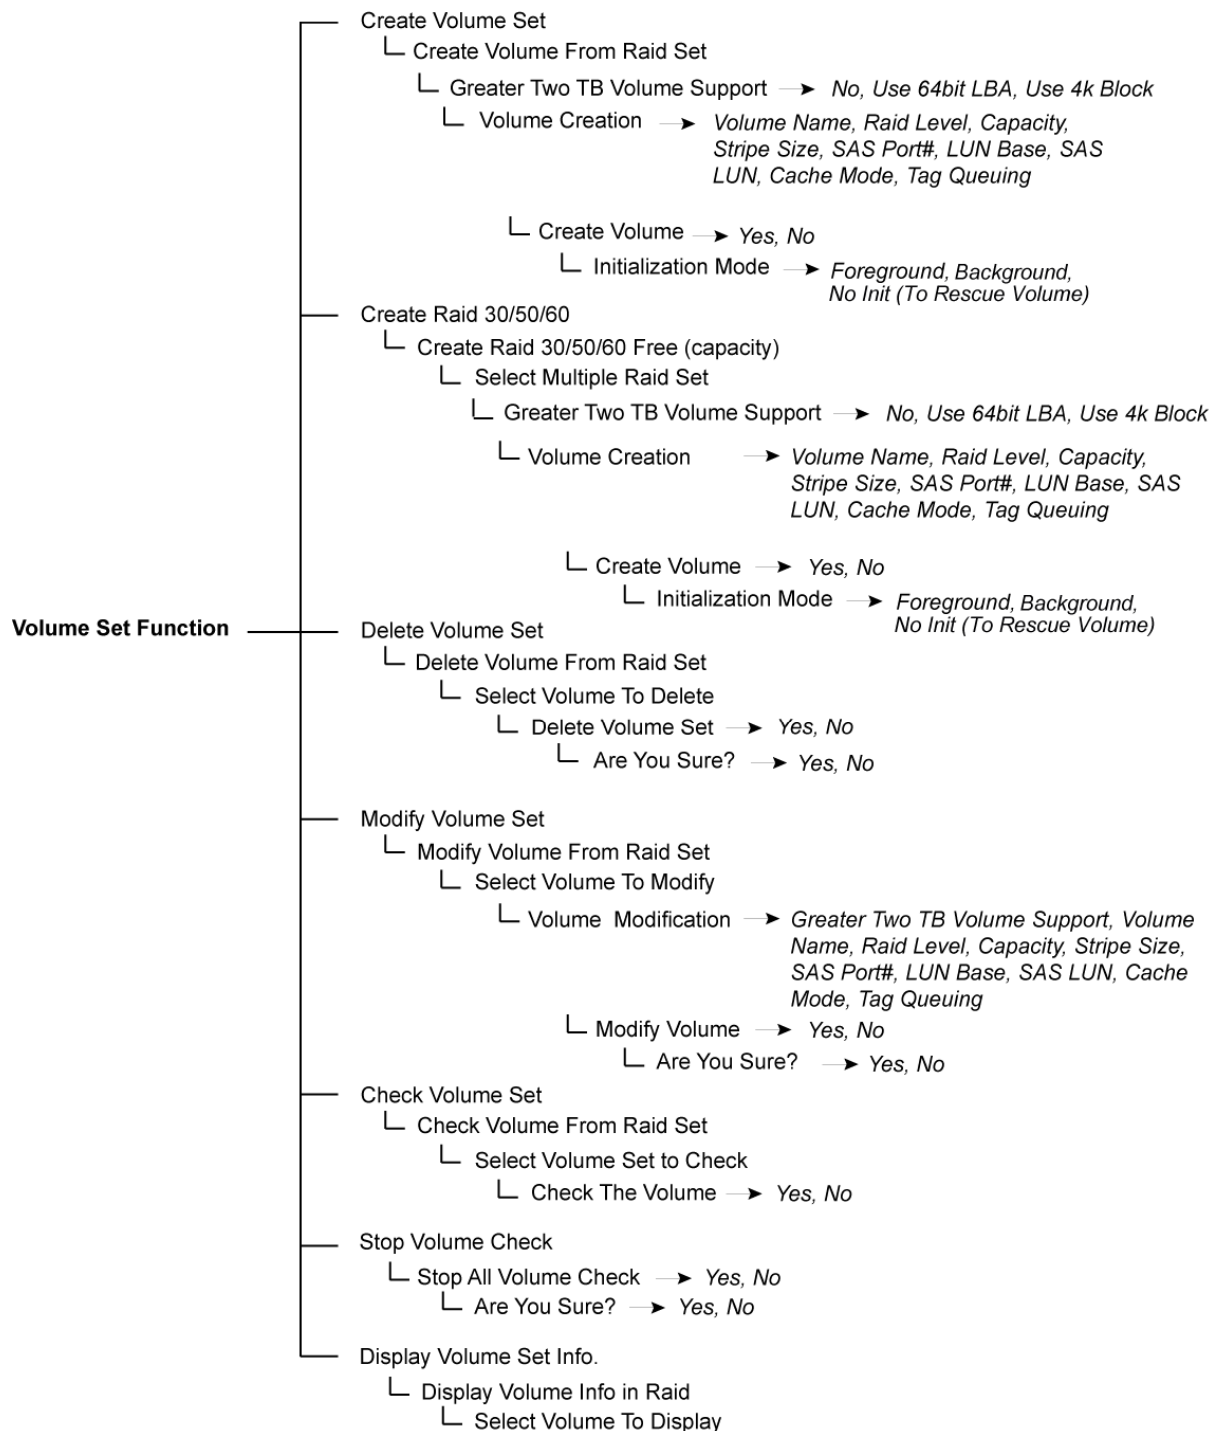 Create Volume Set
Create Volume From Raid Set
Greater Two TB Volume Support No, Use 64bit LBA, Use 4k Block
Volume Creation Volume Name, Raid Level, Capacity,
Stripe Size, SAS Port#, LUN Base, SAS
LUN, Cache Mode, Tag Queuing
Create Volume Yes, No
Initialization Mode Foreground, Background,
No Init (To Rescue Volume)
Create Raid 30/50/60
Create Raid 30/50/60 Free (capacity)
Select Multiple Raid Set
Greater Two TB Volume Support No, Use 64bit LBA, Use 4k Block
Volume Creation Volume Name, Raid Level, Capacity,
Stripe Size, SAS Port#, LUN Base, SAS
LUN, Cache Mode, Tag Queuing
Create Volume Yes, No
Initialization Mode Foreground, Background,
No Init (To Rescue Volume)
Volume Set Function
Delete Volume Set
Delete Volume From Raid Set
Select Volume To Delete
Delete Volume Set Yes, No
Are You Sure? Yes, No
Modify Volume Set
Modify Volume From Raid Set
Select Volume To Modify
Volume Modification Greater Two TB Volume Support, Volume
Name, Raid Level, Capacity, Stripe Size,
SAS Port#, LUN Base, SAS LUN, Cache
Mode, Tag Queuing
Modify Volume Yes, No
Are You Sure? Yes, No
Check Volume Set
Check Volume From Raid Set
Select Volume Set to Check
Check The Volume Yes, No
Stop Volume Check
Stop All Volume Check Yes, No
Are You Sure? Yes, No
Display Volume Set Info.
Display Volume Info in Raid
Select Volume To Display